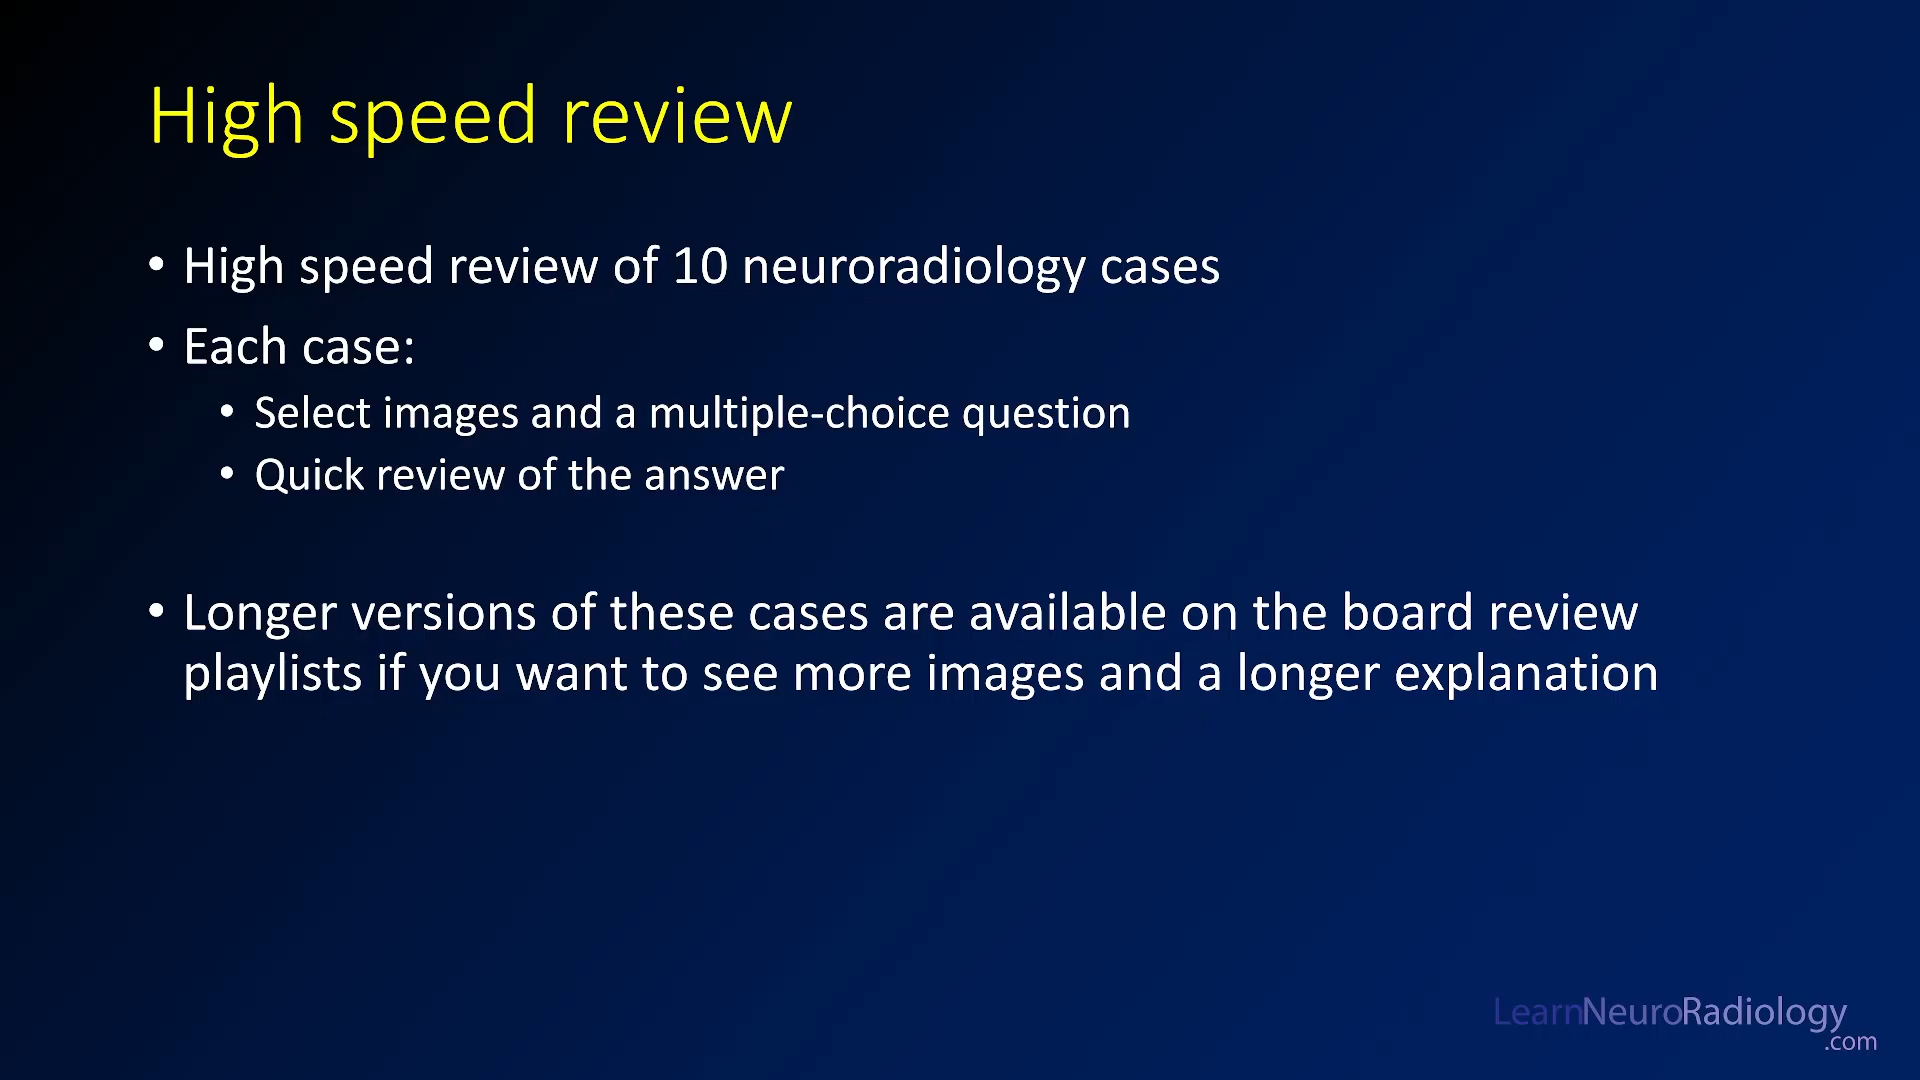 High speed review
• High speed review of 10 neuroradiology cases
• Each case:
• Select images and a multiple-choice question
• Quick review of the answer
• Longer versions of these cases are available on the board review
playlists if you want to see more images and a longer explanation
LearnNeuroRadiology
.com